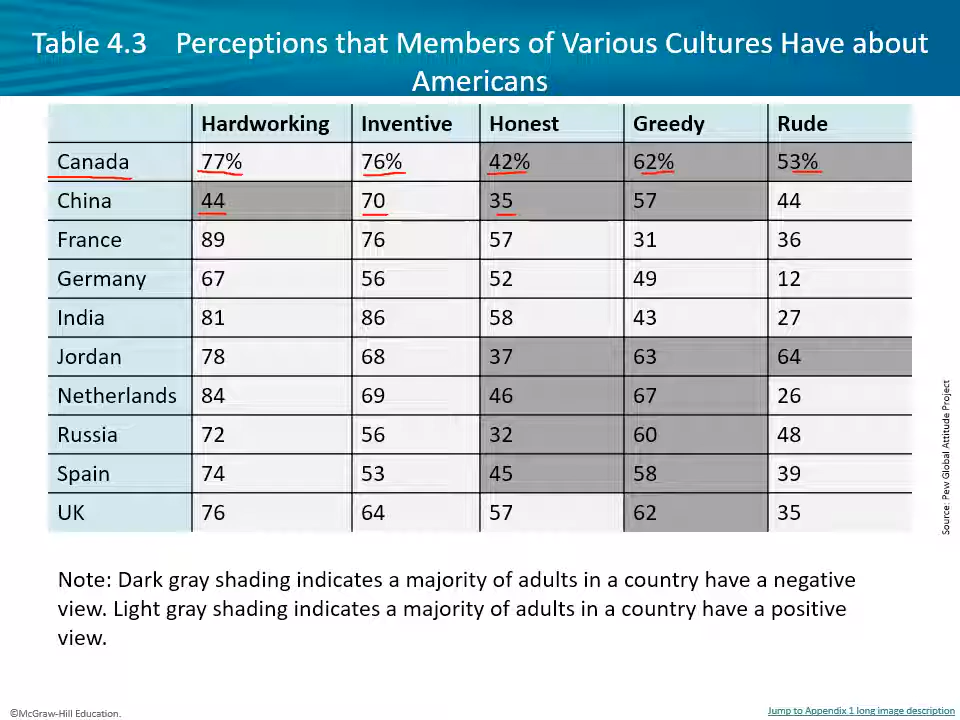 Table 4.3 Perceptions that Members of Various Cultures Have about
Americans
Hardworking Inventive Honest Greedy Rude
Canada 77% 76% 42% 62% 53%
China 44 70 35 57 44
France 89 76 57 31 36
Germany 67 56 52 49 12
India 81 86 58 43 27
Jordan 78 68 37 63 64
Netherlands 84 69 46 67 26
Russia 72 56 32 60 48
Spain 74 53 45 58 39
UK 76 64 57 62 35
Source: Pew Global Attitude Project
Note: Dark gray shading indicates a majority of adults in a country have a negative
view. Light gray shading indicates a majority of adults in a country have a positive
view.
©McGraw-Hill Education.
Jump to Appendix 1 long image description